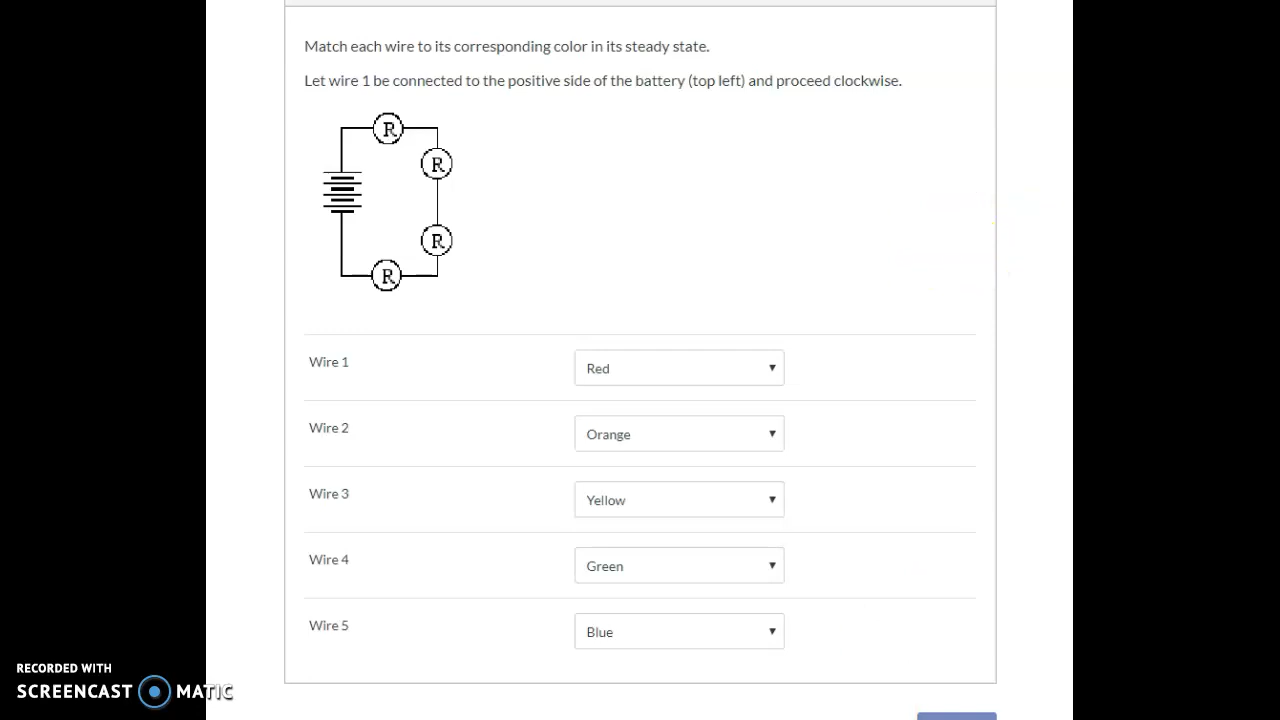 Match each wire to its corresponding color in its steady state.
Let wire 1 be connected to the positive side of the battery (top left) and proceed clockwise.
R
R
R
R
Wire 1 Red
Wire 2 Orange
Wire 3 Yellow
Wire 4 Green
Wire 5 Blue
RECORDED WITH
SCREENCAST MATIC